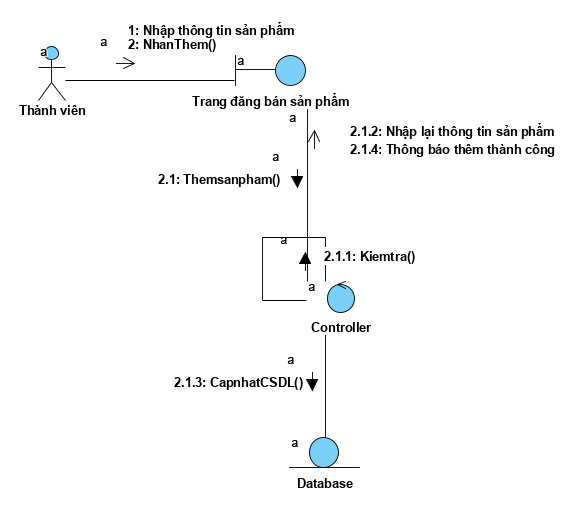 1: Nhập thông tin sản phẩm
a
a
2: NhanThem()
a
Thành viên
Trang đăng bán sản phẩm
a
2.1.2: Nhập lại thông tin sản phẩm
a
2.1.4: Thông báo thêm thành công
2.1: Themsanpham()
a
2.1.1: Kiemtra()
a
Controller
a
2.1.3: CapnhatCSDL()
a
Database